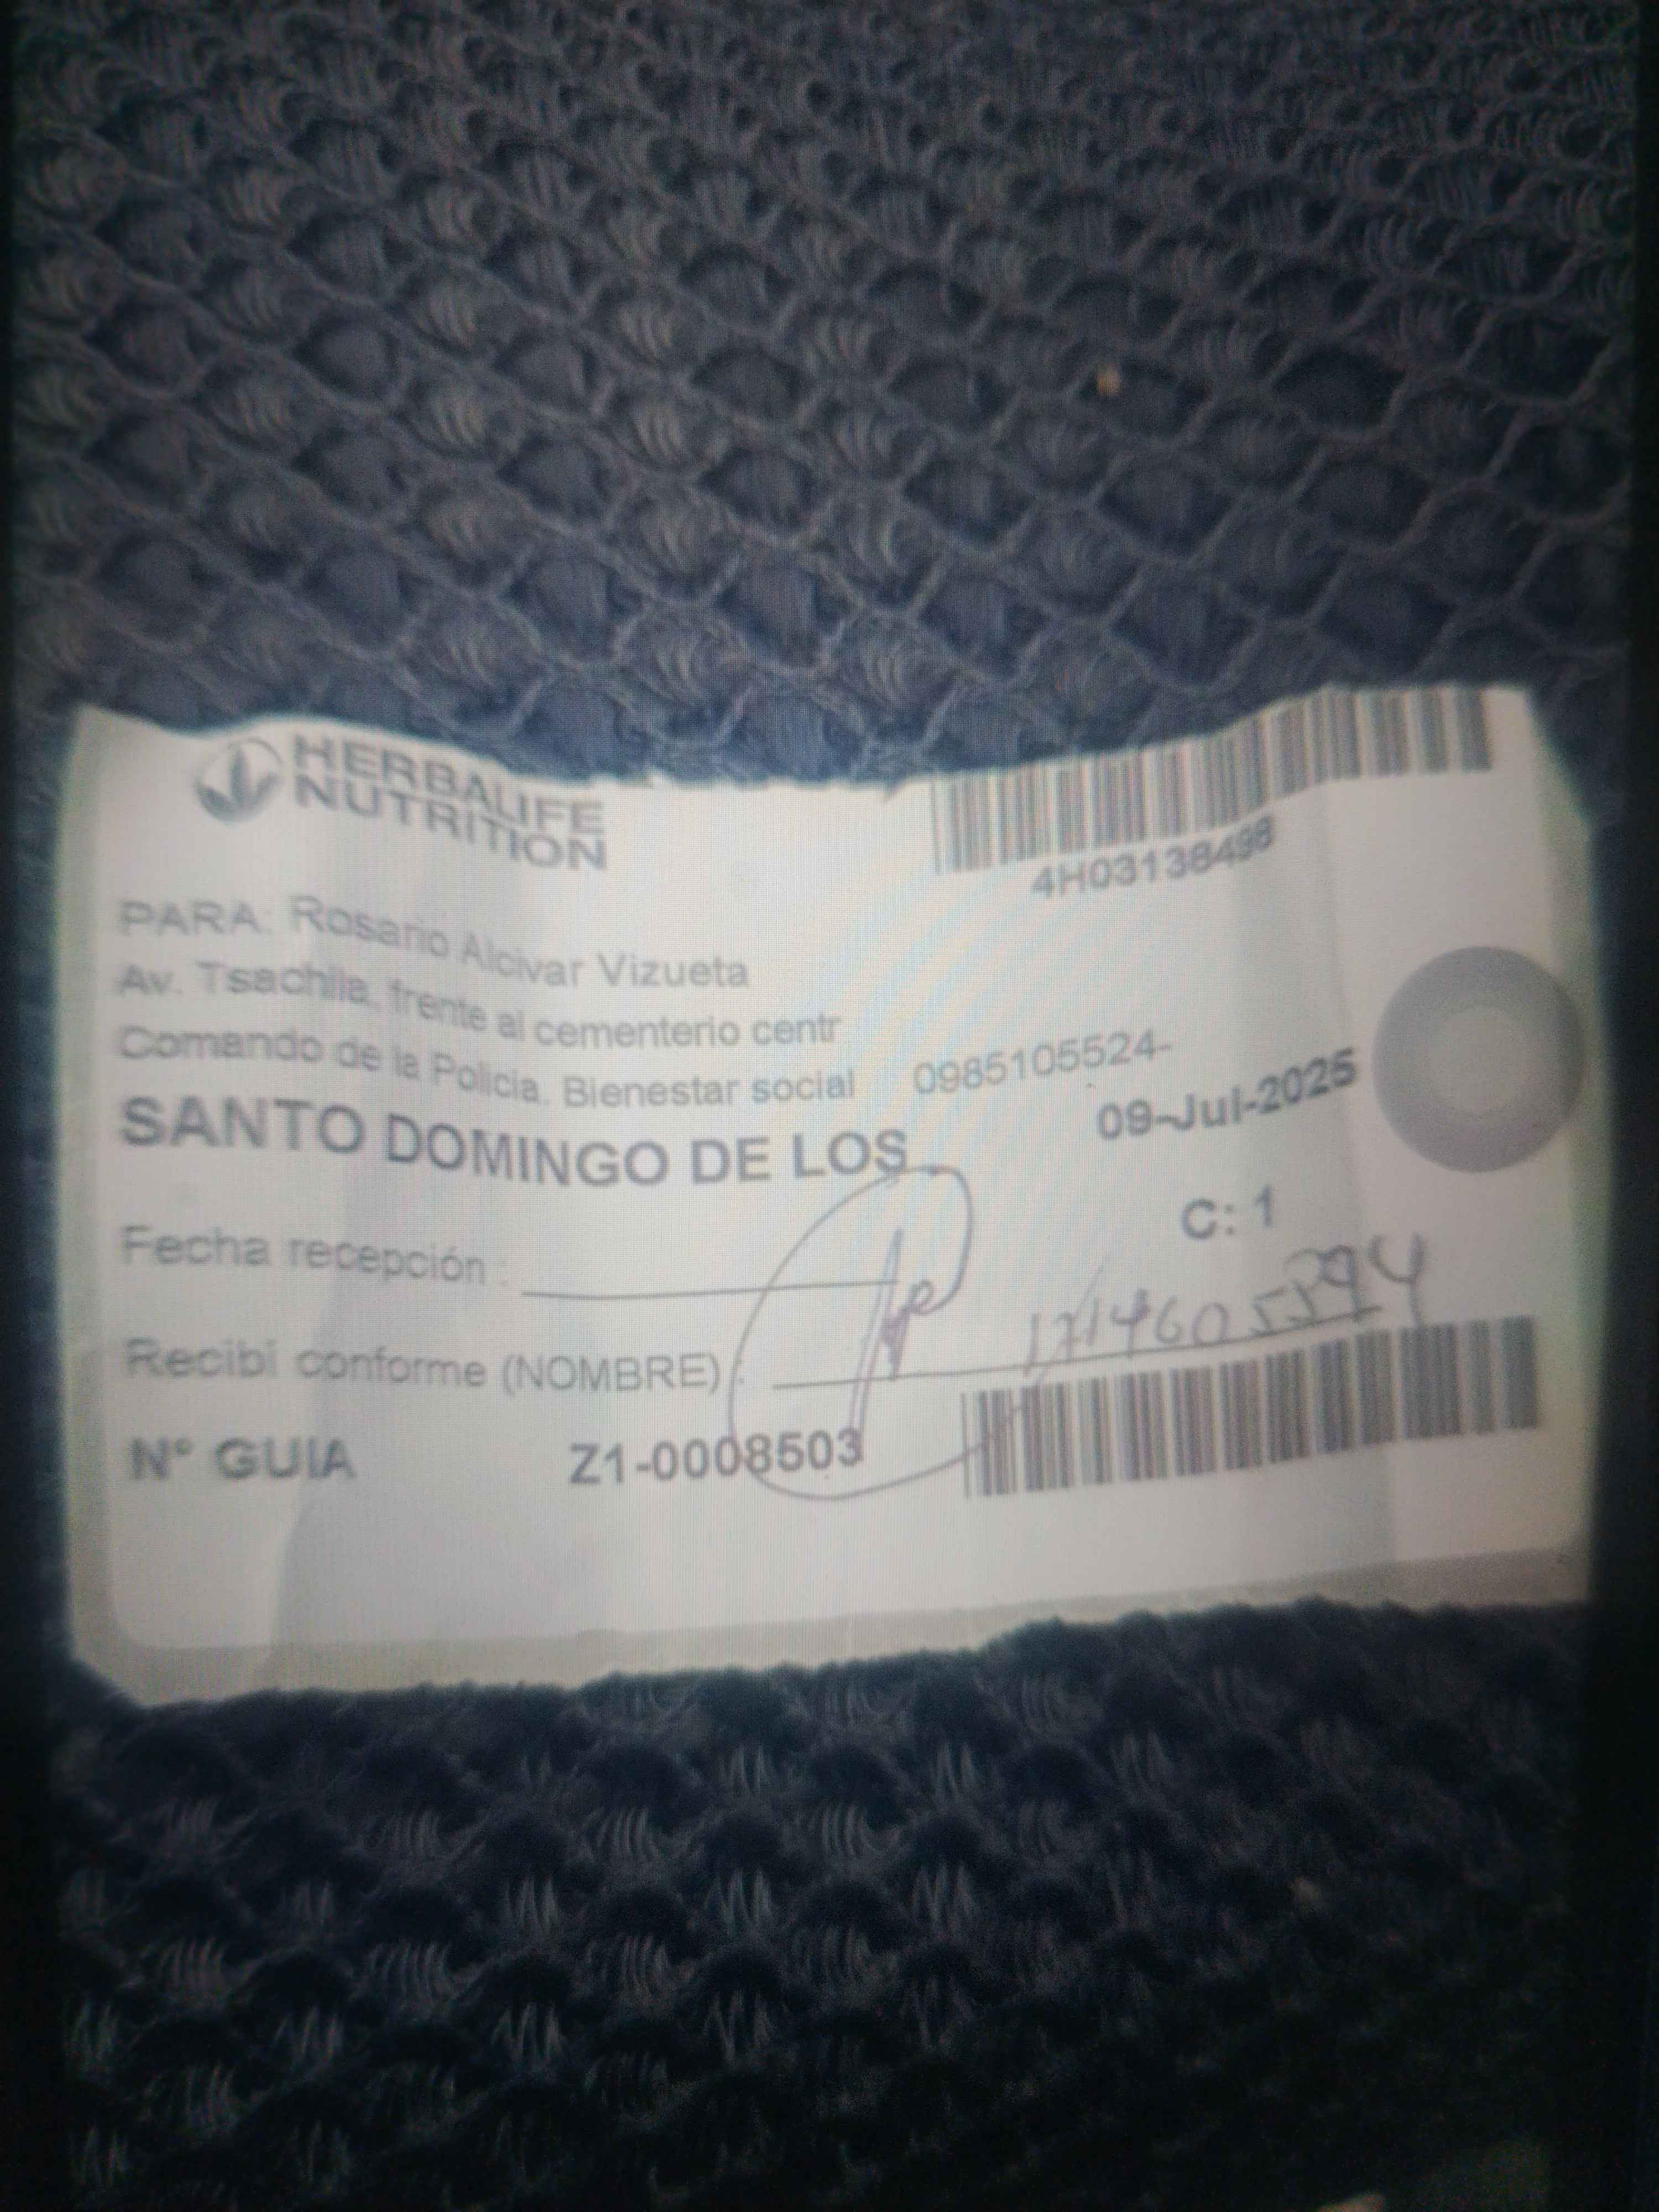 HERBALIFE
NUTRITION
4H03138498
PARA: Rosario Alcivar Vizueta
Av. Tsachila, frente al cementerio centr
Comando de la Policia. Bienestar social 0985105524-
SANTO DOMINGO DE LOS 09-Jul-2025
C: 1
Fecha recepción :
Recibi conforme (NOMBRE) :
Nº GUIA Z1-0008503